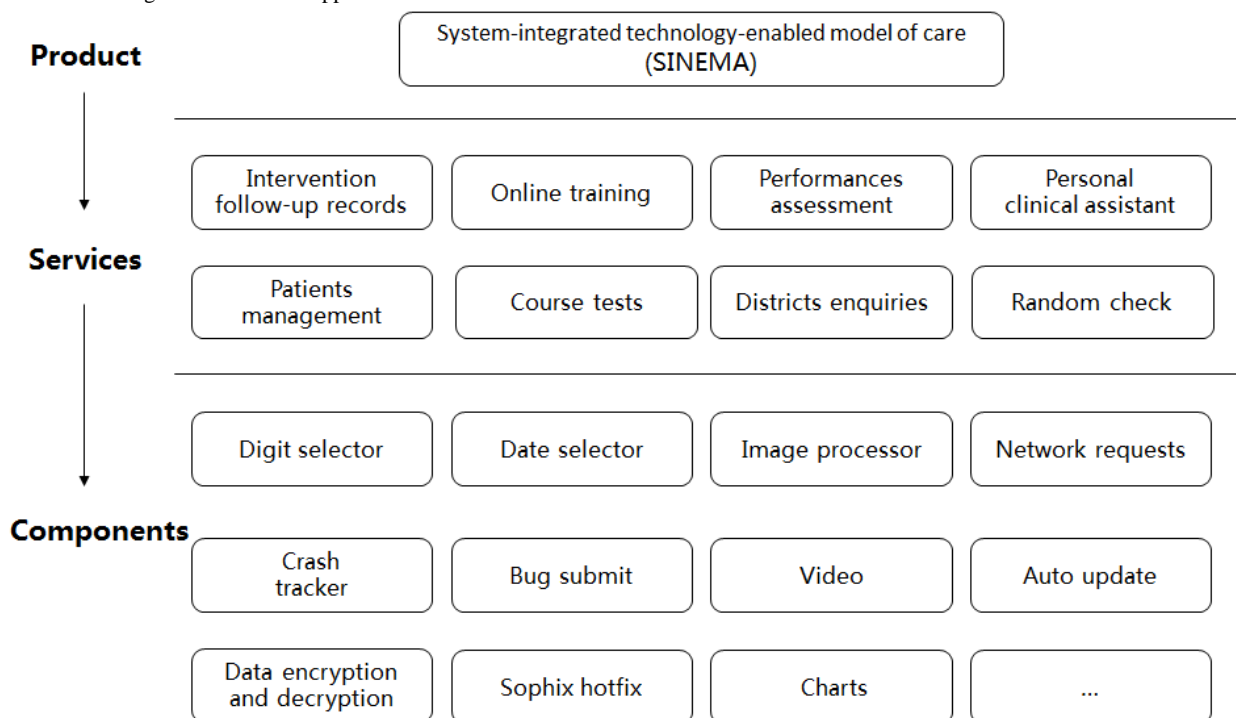 System-integrated technology-enabled model of care
(SINEMA)
Product
Intervention
follow-up records
Online training
Performances
assessment
Personal
clinical assistant
Services
Patients
management
Course tests
Districts enquiries
Random check
Digit selector
Date selector
Image processor
Network requests
Components
Crash
tracker
Bug submit
Video
Auto update
Data encryption
and decryption
Sophix hotfix
Charts
...